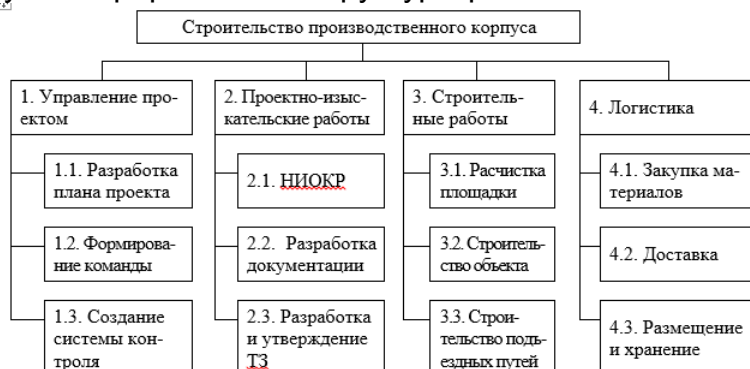 Строительство производственного корпуса
1. Управление про-
ектом
2. Проектно-изыс-
кательские работы
3. Строитель-
ные работы
4. Логистика
1.1. Разработка
плана проекта
2.1. НИОКР
3.1. Расчистка
площадки
4.1. Закупка ма-
териалов
1.2. Формирова-
ние команды
2.2. Разработка
документации
3.2. Строитель-
ство объекта
4.2. Доставка
1.3. Создание
системы кон-
троля
2.3. Разработка
и утверждение
ТЗ
3.3. Строи-
тельство подъ-
ездных путей
4.3. Размещение
и хранение